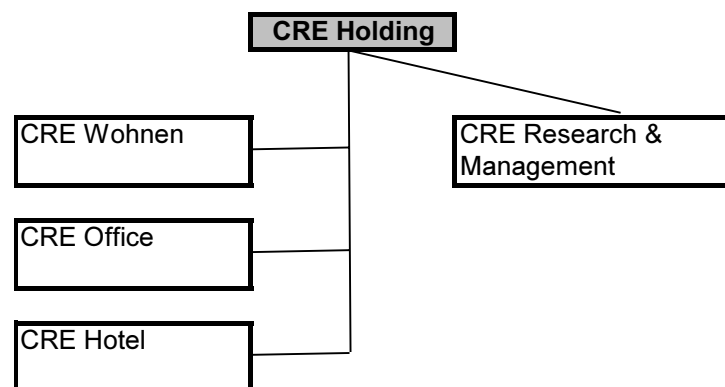 CRE Holding
CRE Wohnen
CRE Research &
Management
CRE Office
CRE Hotel